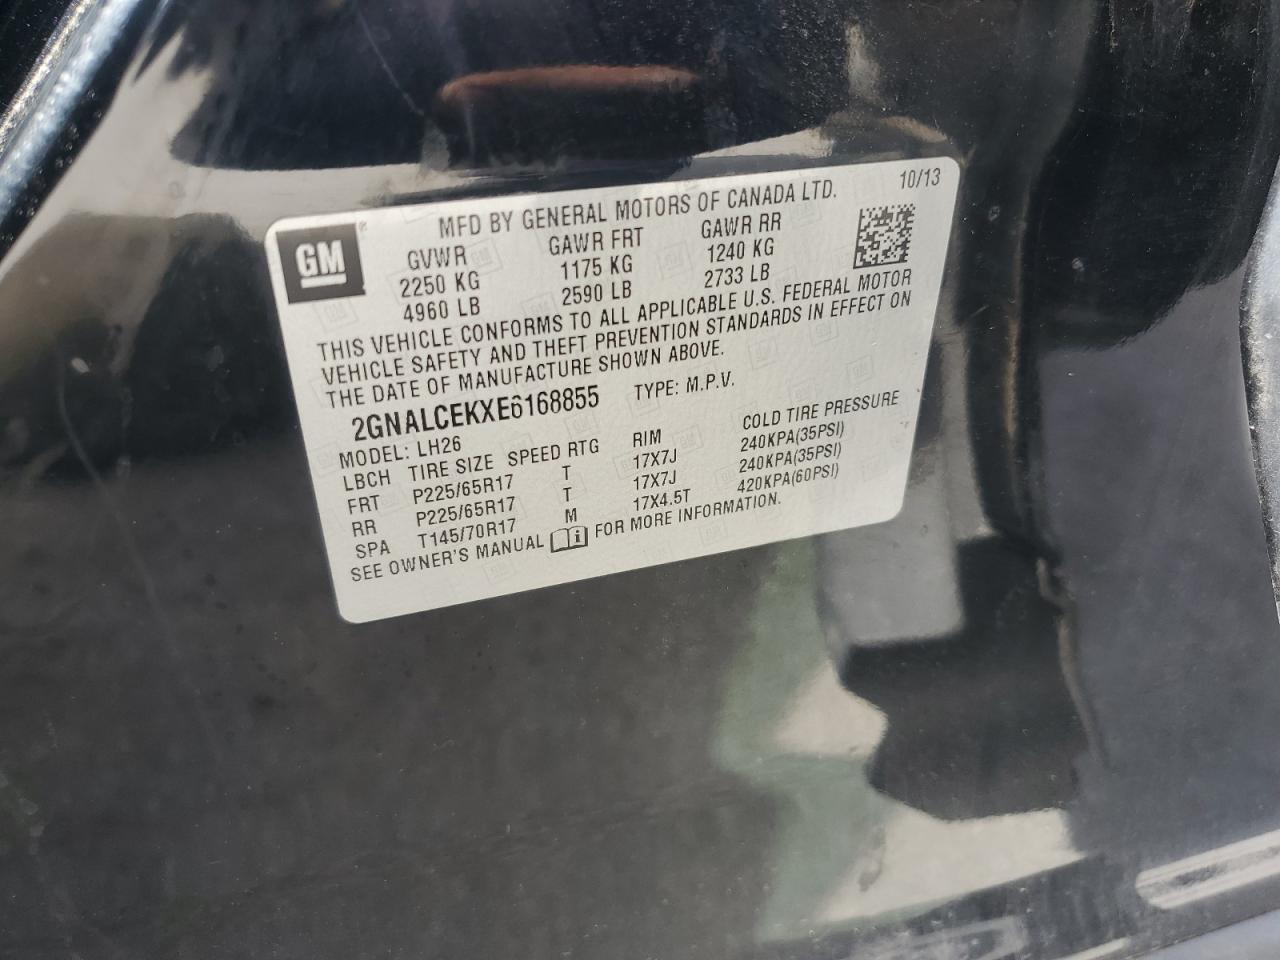 GM
MFD BY GENERAL MOTORS OF CANADA LTD. 10/13
GVWR GAWR FRT GAWR RR
2250 KG 1175 KG 1240 KG
4960 LB 2590 LB 2733 LB
THIS VEHICLE CONFORMS TO ALL APPLICABLE U.S. FEDERAL MOTOR
VEHICLE SAFETY AND THEFT PREVENTION STANDARDS IN EFFECT ON
THE DATE OF MANUFACTURE SHOWN ABOVE.
2GNALCEKXE6168855 TYPE: M.P.V.
MODEL: LH26
LBCH TIRE SIZE SPEED RTG RIM COLD TIRE PRESSURE
FRT P225/65R17 T 17X7J 240KPA(35PSI)
RR P225/65R17 T 17X7J 240KPA(35PSI)
SPA T145/70R17 M 17X4.5T 420KPA(60PSI)
SEE OWNER'S MANUAL FOR MORE INFORMATION.